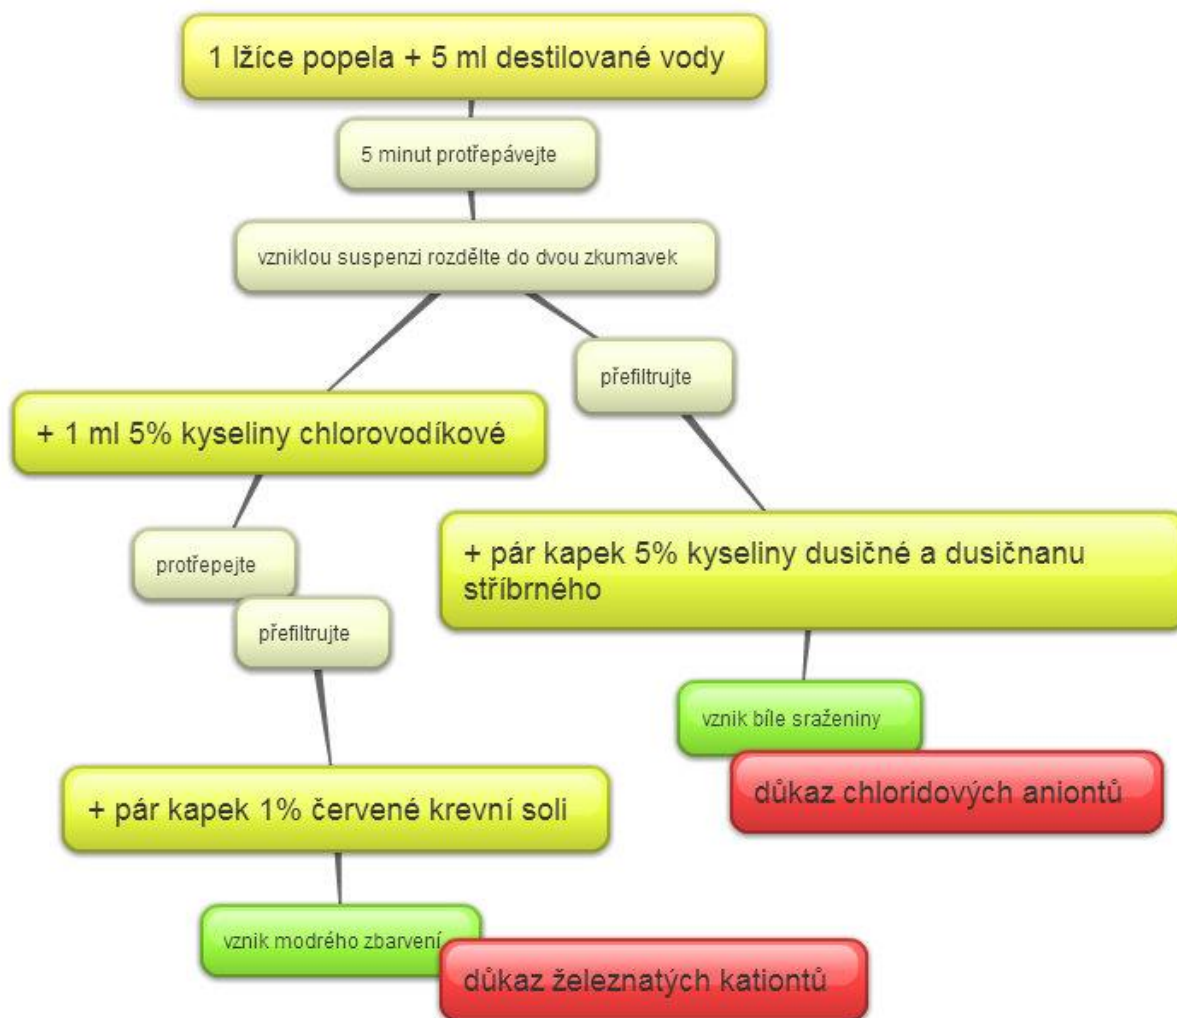 1 lžíce popela + 5 ml destilované vody
5 minut protřepávejte
vzniklou suspenzi rozdělte do dvou zkumavek
přefiltrujte
+ 1 ml 5% kyseliny chlorovodíkové
+ pár kapek 5% kyseliny dusičné a dusičnanu
stříbrného
protřepejte
přefiltrujte
vznik bíle sraženiny
důkaz chloridových aniontů
+ pár kapek 1% červené krevní soli
vznik modrého zbarvení
důkaz železnatých kationtů